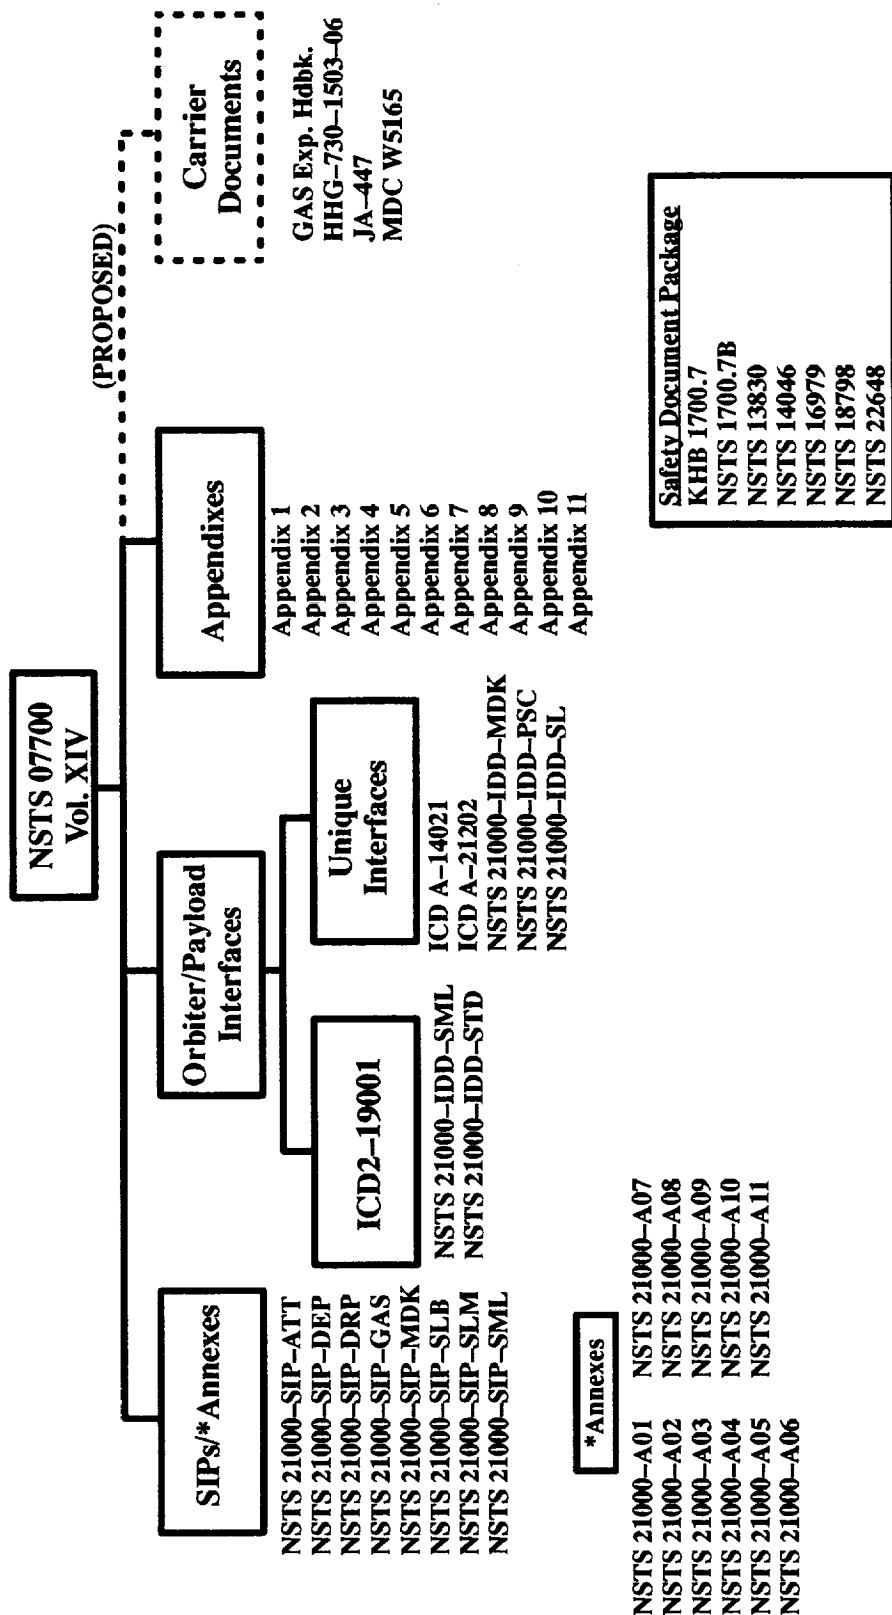 NSTS 07700
Vol. XIV
(PROPOSED)
SIPs/*Annexes
NSTS 21000–SIP–ATT
NSTS 21000–SIP–DEP
NSTS 21000–SIP–DRP
NSTS 21000–SIP–GAS
NSTS 21000–SIP–MDK
NSTS 21000–SIP–SLB
NSTS 21000–SIP–SLM
NSTS 21000–SIP–SML
Orbiter/Payload
Interfaces
ICD2–19001
NSTS 21000–IDD–SML
NSTS 21000–IDD–STD
Unique
Interfaces
ICD A–14021
ICD A–21202
NSTS 21000–IDD–MDK
NSTS 21000–IDD–PSC
NSTS 21000–IDD–SL
Appendixes
Appendix 1
Appendix 2
Appendix 3
Appendix 4
Appendix 5
Appendix 6
Appendix 7
Appendix 8
Appendix 9
Appendix 10
Appendix 11
Carrier
Documents
GAS Exp. Hdbk.
HHG–730–1503–06
JA–447
MDC W5165
*Annexes
NSTS 21000–A01
NSTS 21000–A02
NSTS 21000–A03
NSTS 21000–A04
NSTS 21000–A05
NSTS 21000–A06
NSTS 21000–A07
NSTS 21000–A08
NSTS 21000–A09
NSTS 21000–A10
NSTS 21000–A11
Safety Document Package
KHB 1700.7
NSTS 1700.7B
NSTS 13830
NSTS 14046
NSTS 16979
NSTS 18798
NSTS 22648